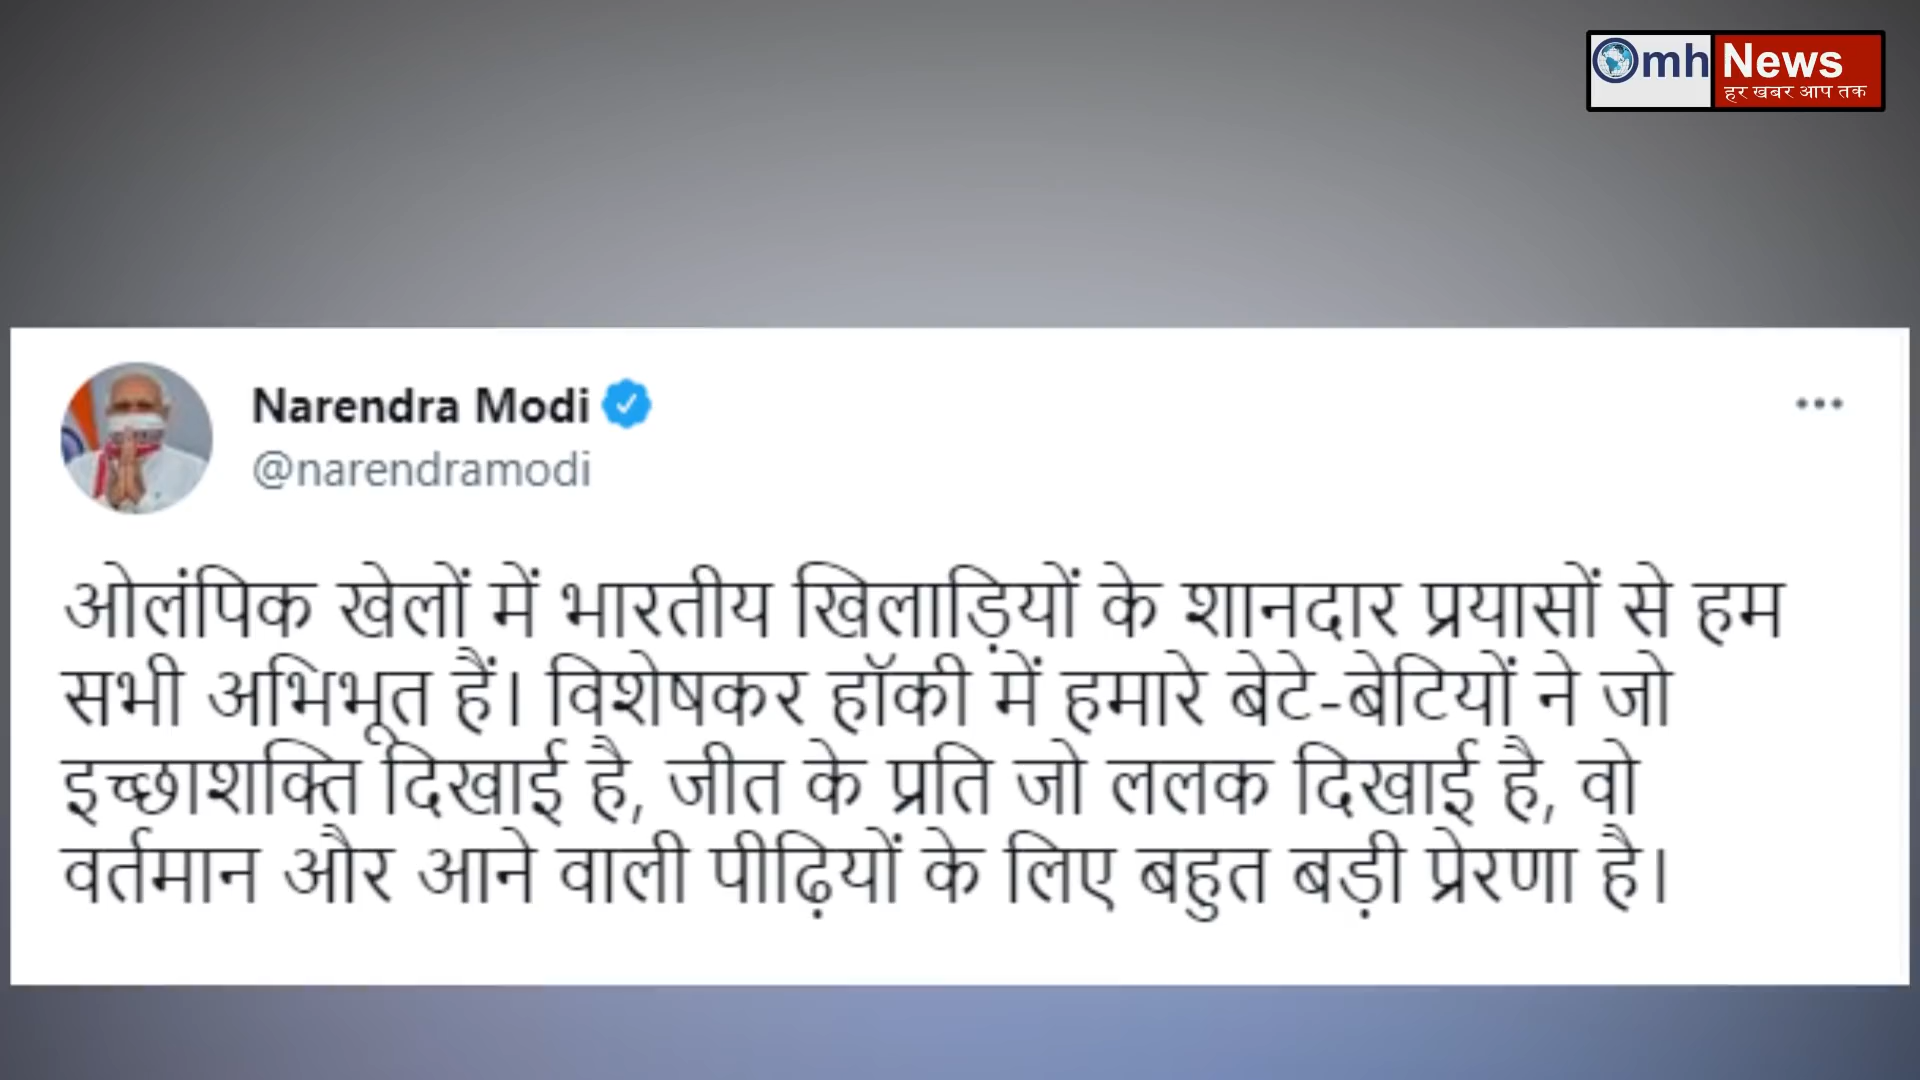 Omh News
हर खबर आप तक
Narendra Modi
@narendramodi
ओलंपिक खेलों में भारतीय खिलाड़ियों के शानदार प्रयासों से हम
सभी अभिभूत हैं। विशेषकर हॉकी में हमारे बेटे-बेटियों ने जो
इच्छाशक्ति दिखाई है, जीत के प्रति जो ललक दिखाई है, वो
वर्तमान और आने वाली पीढ़ियों के लिए बहुत बड़ी प्रेरणा है।